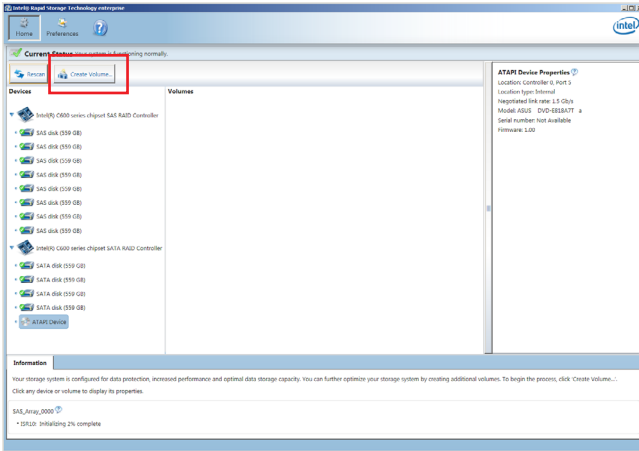 Intel® Rapid Storage Technology enterprise
Home
Preferences
intel
Current Status Your system is functioning normally.
Rescan
Create Volume...
Devices
Volumes
Intel(R) C600 series chipset SAS RAID Controller
SAS disk (559 GB)
SAS disk (559 GB)
SAS disk (559 GB)
SAS disk (559 GB)
SAS disk (559 GB)
SAS disk (559 GB)
SAS disk (559 GB)
SAS disk (559 GB)
Intel(R) C600 series chipset SATA RAID Controller
SATA disk (559 GB)
SATA disk (559 GB)
SATA disk (559 GB)
SATA disk (559 GB)
ATAPI Device
ATAPI Device Properties
Location: Controller 0, Port 5
Location type: Internal
Negotiated link rate: 1.5 Gb/s
Model: ASUS DVD-E818A7T a
Serial number: Not Available
Firmware: 1.00
Information
Your storage system is configured for data protection, increased performance and optimal data storage capacity. You can further optimize your storage system by creating additional volumes. To begin the process, click 'Create Volume...'.
Click any device or volume to display its properties.
SAS_Array_0000
• ISR10: Initializing 2% complete